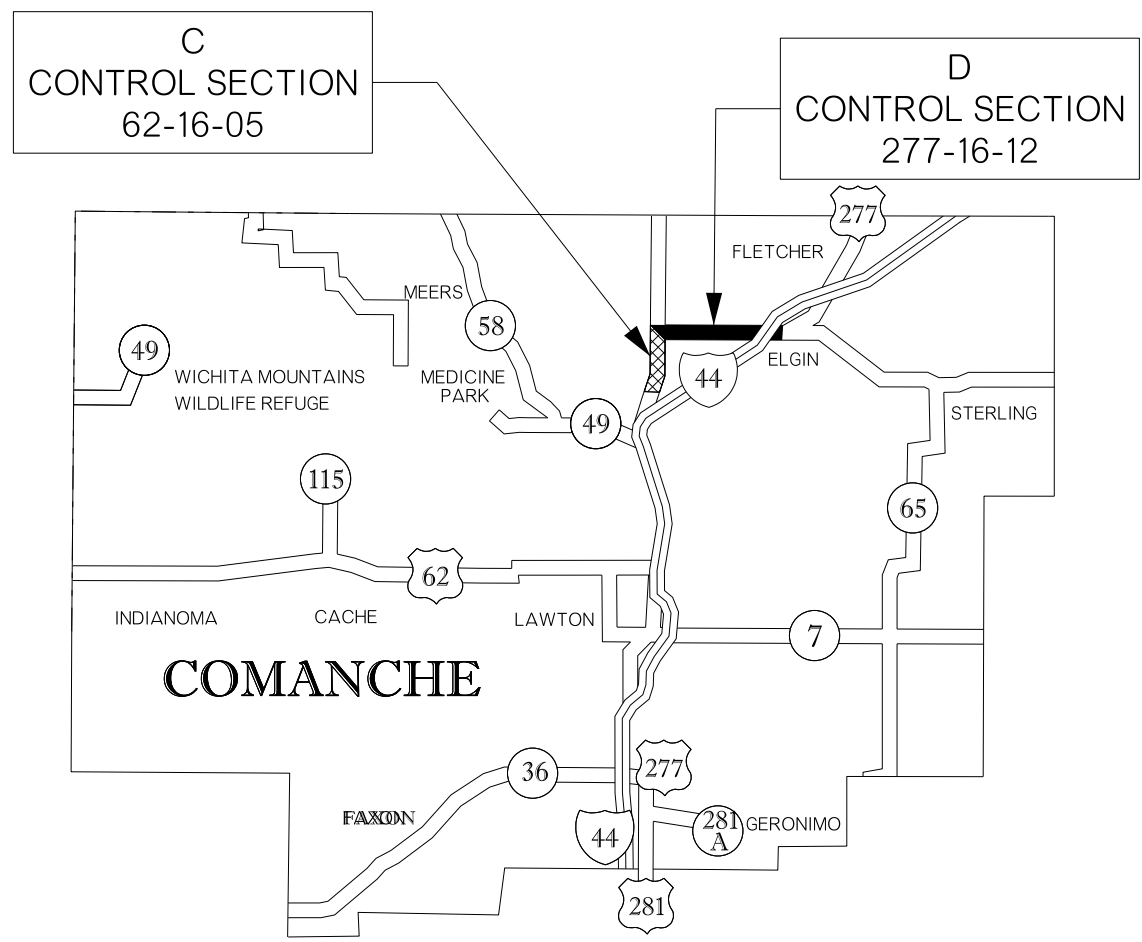 C
CONTROL SECTION
62-16-05
D
CONTROL SECTION
277-16-12
277
FLETCHER
MEERS
58
49
WICHITA MOUNTAINS
WILDLIFE REFUGE
MEDICINE
PARK
44
ELGIN
49
STERLING
115
65
62
INDIANOMA
CACHE
LAWTON
7
COMANCHE
36
277
FAXON
44
281
A
GERONIMO
281